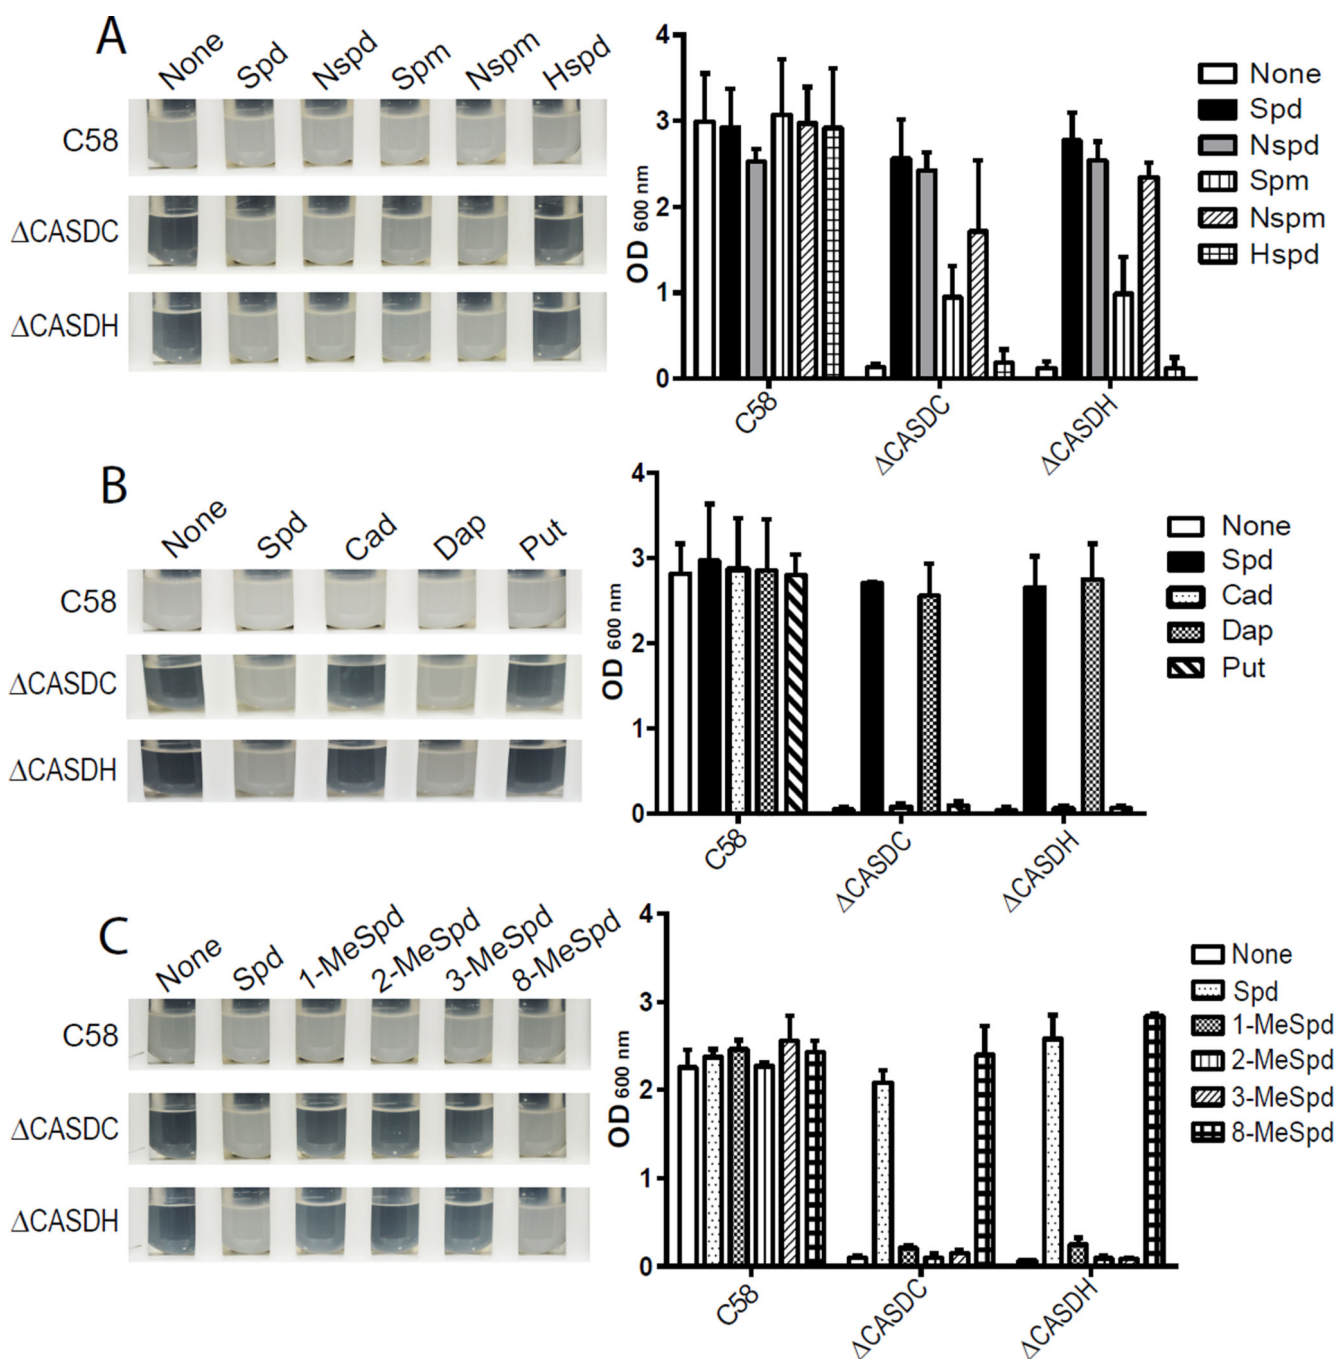 A
None Spd Nspd Spm Nspm Hspd
C58
ΔCASDC
ΔCASDH
4
3
2
1
0
OD 600 nm
C58
ΔCASDC
ΔCASDH
None
Spd
Nspd
Spm
Nspm
Hspd
B
None Spd Cad Dap Put
C58
ΔCASDC
ΔCASDH
4
3
2
1
0
OD 600 nm
C58
ΔCASDC
ΔCASDH
None
Spd
Cad
Dap
Put
C
None Spd 1-MeSpd 2-MeSpd 3-MeSpd 8-MeSpd
C58
ΔCASDC
ΔCASDH
4
3
2
1
0
OD 600 nm
C58
ΔCASDC
ΔCASDH
None
Spd
1-MeSpd
2-MeSpd
3-MeSpd
8-MeSpd